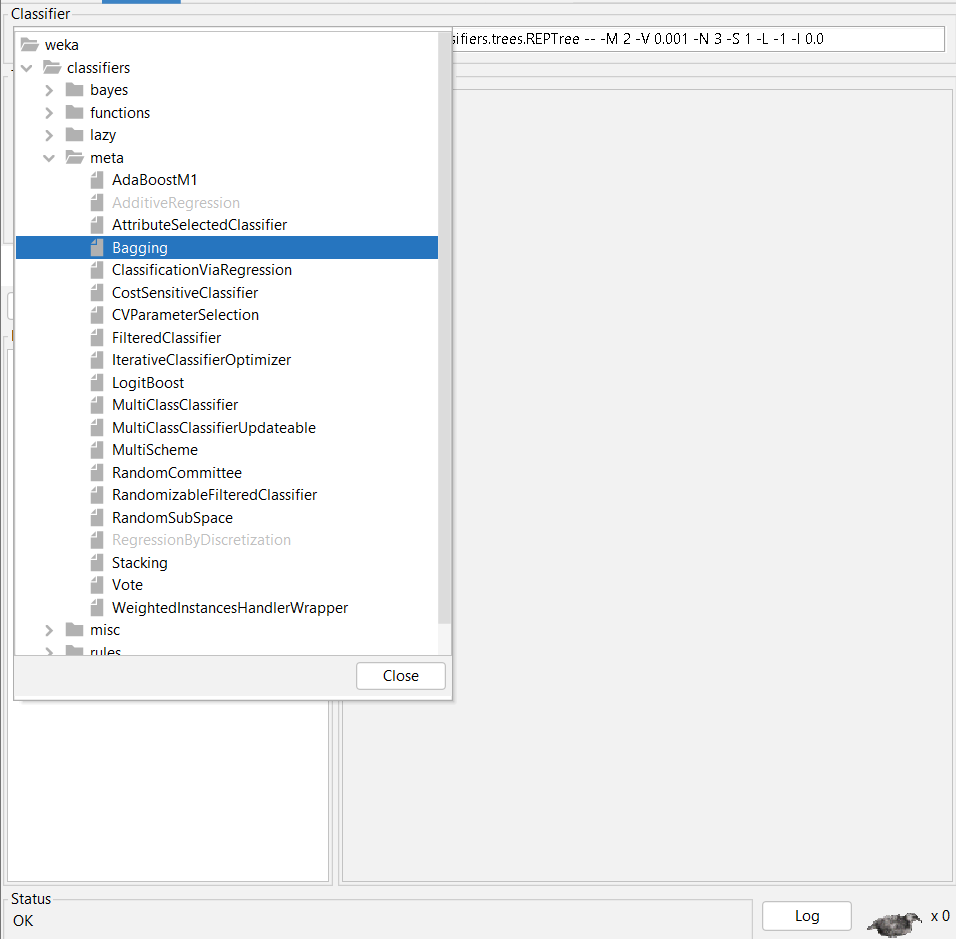 Classifier
weka
classifiers
bayes
functions
lazy
meta
AdaBoostM1
AdditiveRegression
AttributeSelectedClassifier
Bagging
ClassificationViaRegression
CostSensitiveClassifier
CVParameterSelection
FilteredClassifier
IterativeClassifierOptimizer
LogitBoost
MultiClassClassifier
MultiClassClassifierUpdateable
MultiScheme
RandomCommittee
RandomizableFilteredClassifier
RandomSubSpace
RegressionByDiscretization
Stacking
Vote
WeightedInstancesHandlerWrapper
misc
rules
Close
sifiers.trees.REPTree -- -M 2 -V 0.001 -N 3 -S 1 -L -1 -I 0.0
Status
OK
Log
x 0